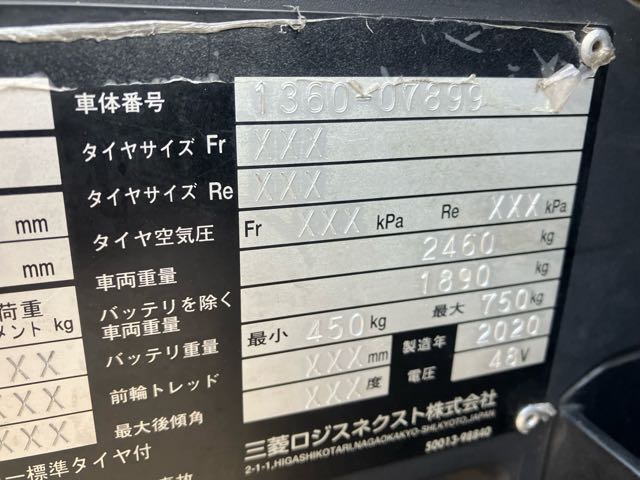 車体番号 1360-07899
タイヤサイズ Fr XXX
タイヤサイズ Re XXX
mm タイヤ空気圧 Fr XXX kPa Re XXX kPa
mm 車両重量 2460 kg
荷重 バッテリを除く車両重量 1890 kg
メント kg バッテリ重量 最小 450 kg 最大 750 kg
XX 前輪トレッド XXX mm 製造年 2020
XXX 最大後傾角 XXX 度 電圧 48V
XX
ー標準タイヤ付
三菱ロジスネクスト株式会社
2-1-1, HIGASHIKOTARI, NAGAOKAKYO-SHI, KYOTO, JAPAN
50013-98840